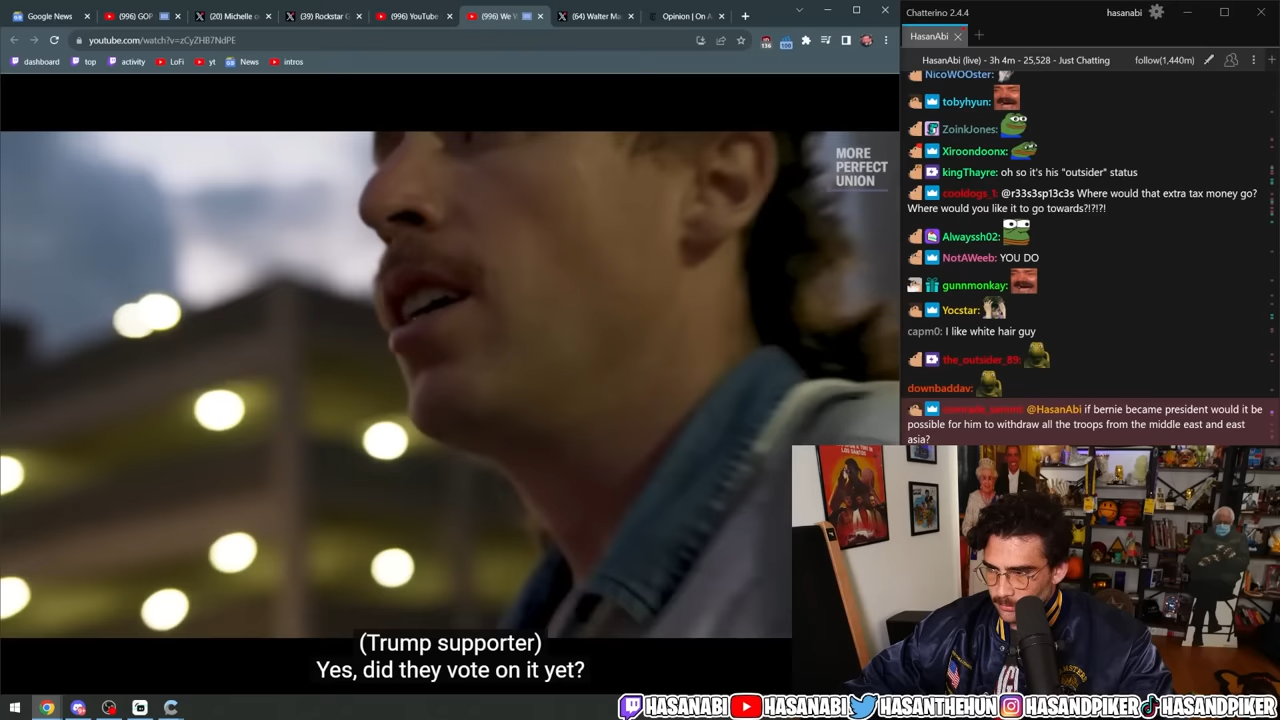 Google News
(996) GOP
(20) Michelle
(39) Rockstar G
(996) YouTube
(996) We V
(64) Walter M
Opinion | On A
youtube.com/watch?v=zCyZHB7NdPE
136
100
dashboard
top
activity
LoFi
yt
News
intros
MORE
PERFECT
UNION
(Trump supporter)
Yes, did they vote on it yet?
Chatterino 2.4.4
hasanabi
HasanAbi
HasanAbi (live) - 3h 4m - 25,528 - Just Chatting
follow(1,440m)
NicoWOOster:
tobyhyun:
ZoinkJones:
Xiroondoonx:
kingThayre: oh so it's his "outsider" status
cooldogs_1: @r33s3sp13c3s Where would that extra tax money go?
Where would you like it to go towards?!?!?!
Alwayssh02:
NotAWeeb: YOU DO
gunnmonkay:
Yocstar:
capm0: I like white hair guy
the_outsider_89:
downbaddav:
@HasanAbi if bernie became president would it be
possible for him to withdraw all the troops from the middle east and east
asia?
LOS SANTOS
HASANABI
HASANABI
HASANTHEHUN
HASANDPIKER
HASANDPIKER